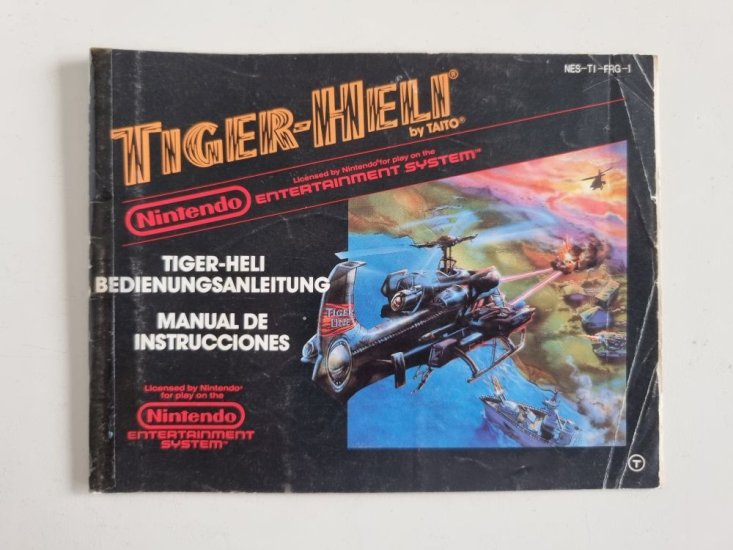 NES-TI-FRG-1
TIGER-HELI®
by TAITO®
Licensed by Nintendo® for play on the
Nintendo ENTERTAINMENT SYSTEM™
TIGER-HELI
BEDIENUNGSANLEITUNG
MANUAL DE
INSTRUCCIONES
TIGER
Licensed by Nintendo®
for play on the
Nintendo
ENTERTAINMENT
SYSTEM™
T